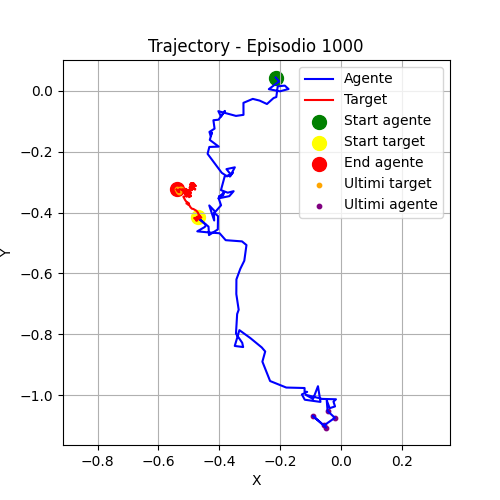 Trajectory - Episodio 1000
Agente
Target
Start agente
Start target
End agente
Ultimi target
Ultimi agente
Y
0.0
−0.2
−0.4
−0.6
−0.8
−1.0
−0.8
−0.6
−0.4
−0.2
0.0
0.2
X